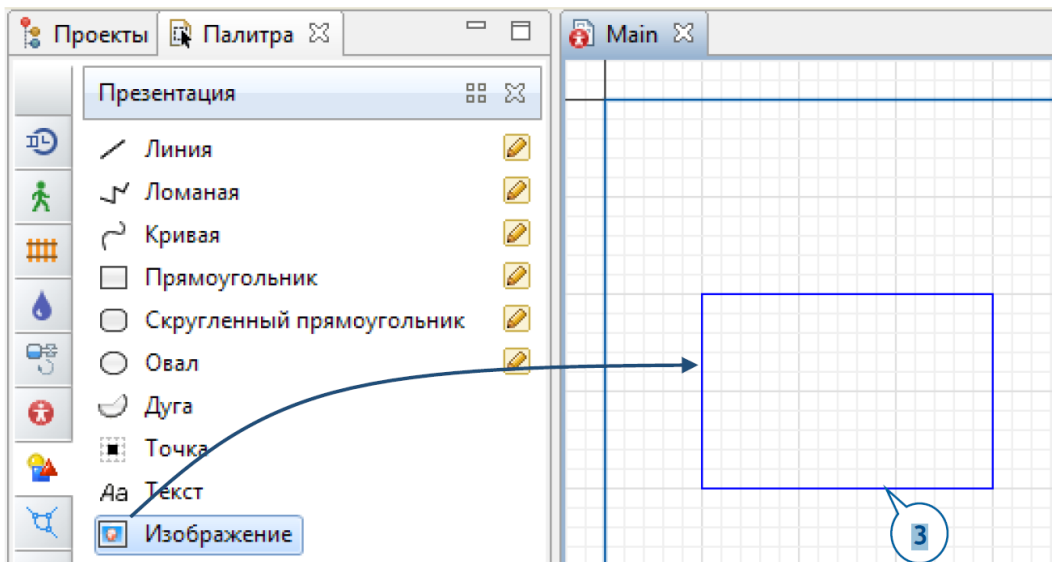 Проекты Палитра Main
Презентация
Линия
Ломаная
Кривая
Прямоугольник
Скругленный прямоугольник
Овал
Дуга
Точка
Aa Текст
Изображение
3